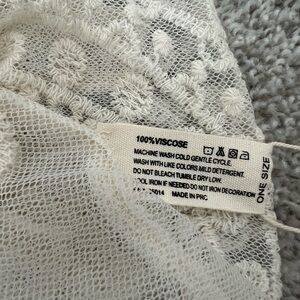 100%VISCOSE
MACHINE WASH COLD GENTLE CYCLE.
WASH WITH LIKE COLORS MILD DETERGENT.
DO NOT BLEACH TUMBLE DRY LOW.
COOL IRON IF NEEDED DO NOT IRON DECORATION
MADE IN PRC
ONE SIZE